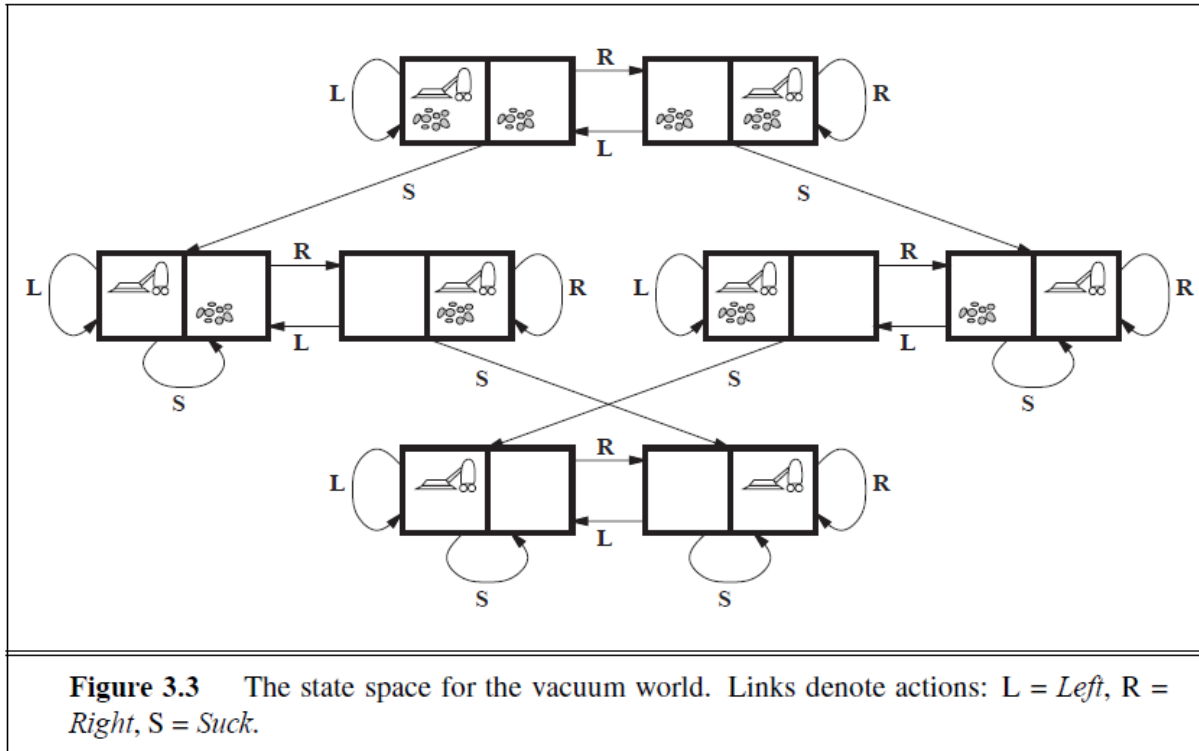 R
L R
L
S S
R R
L R L R
L L
S S
S S
R
L R
L
S S
Figure 3.3 The state space for the vacuum world. Links denote actions: L = Left, R =
Right, S = Suck.